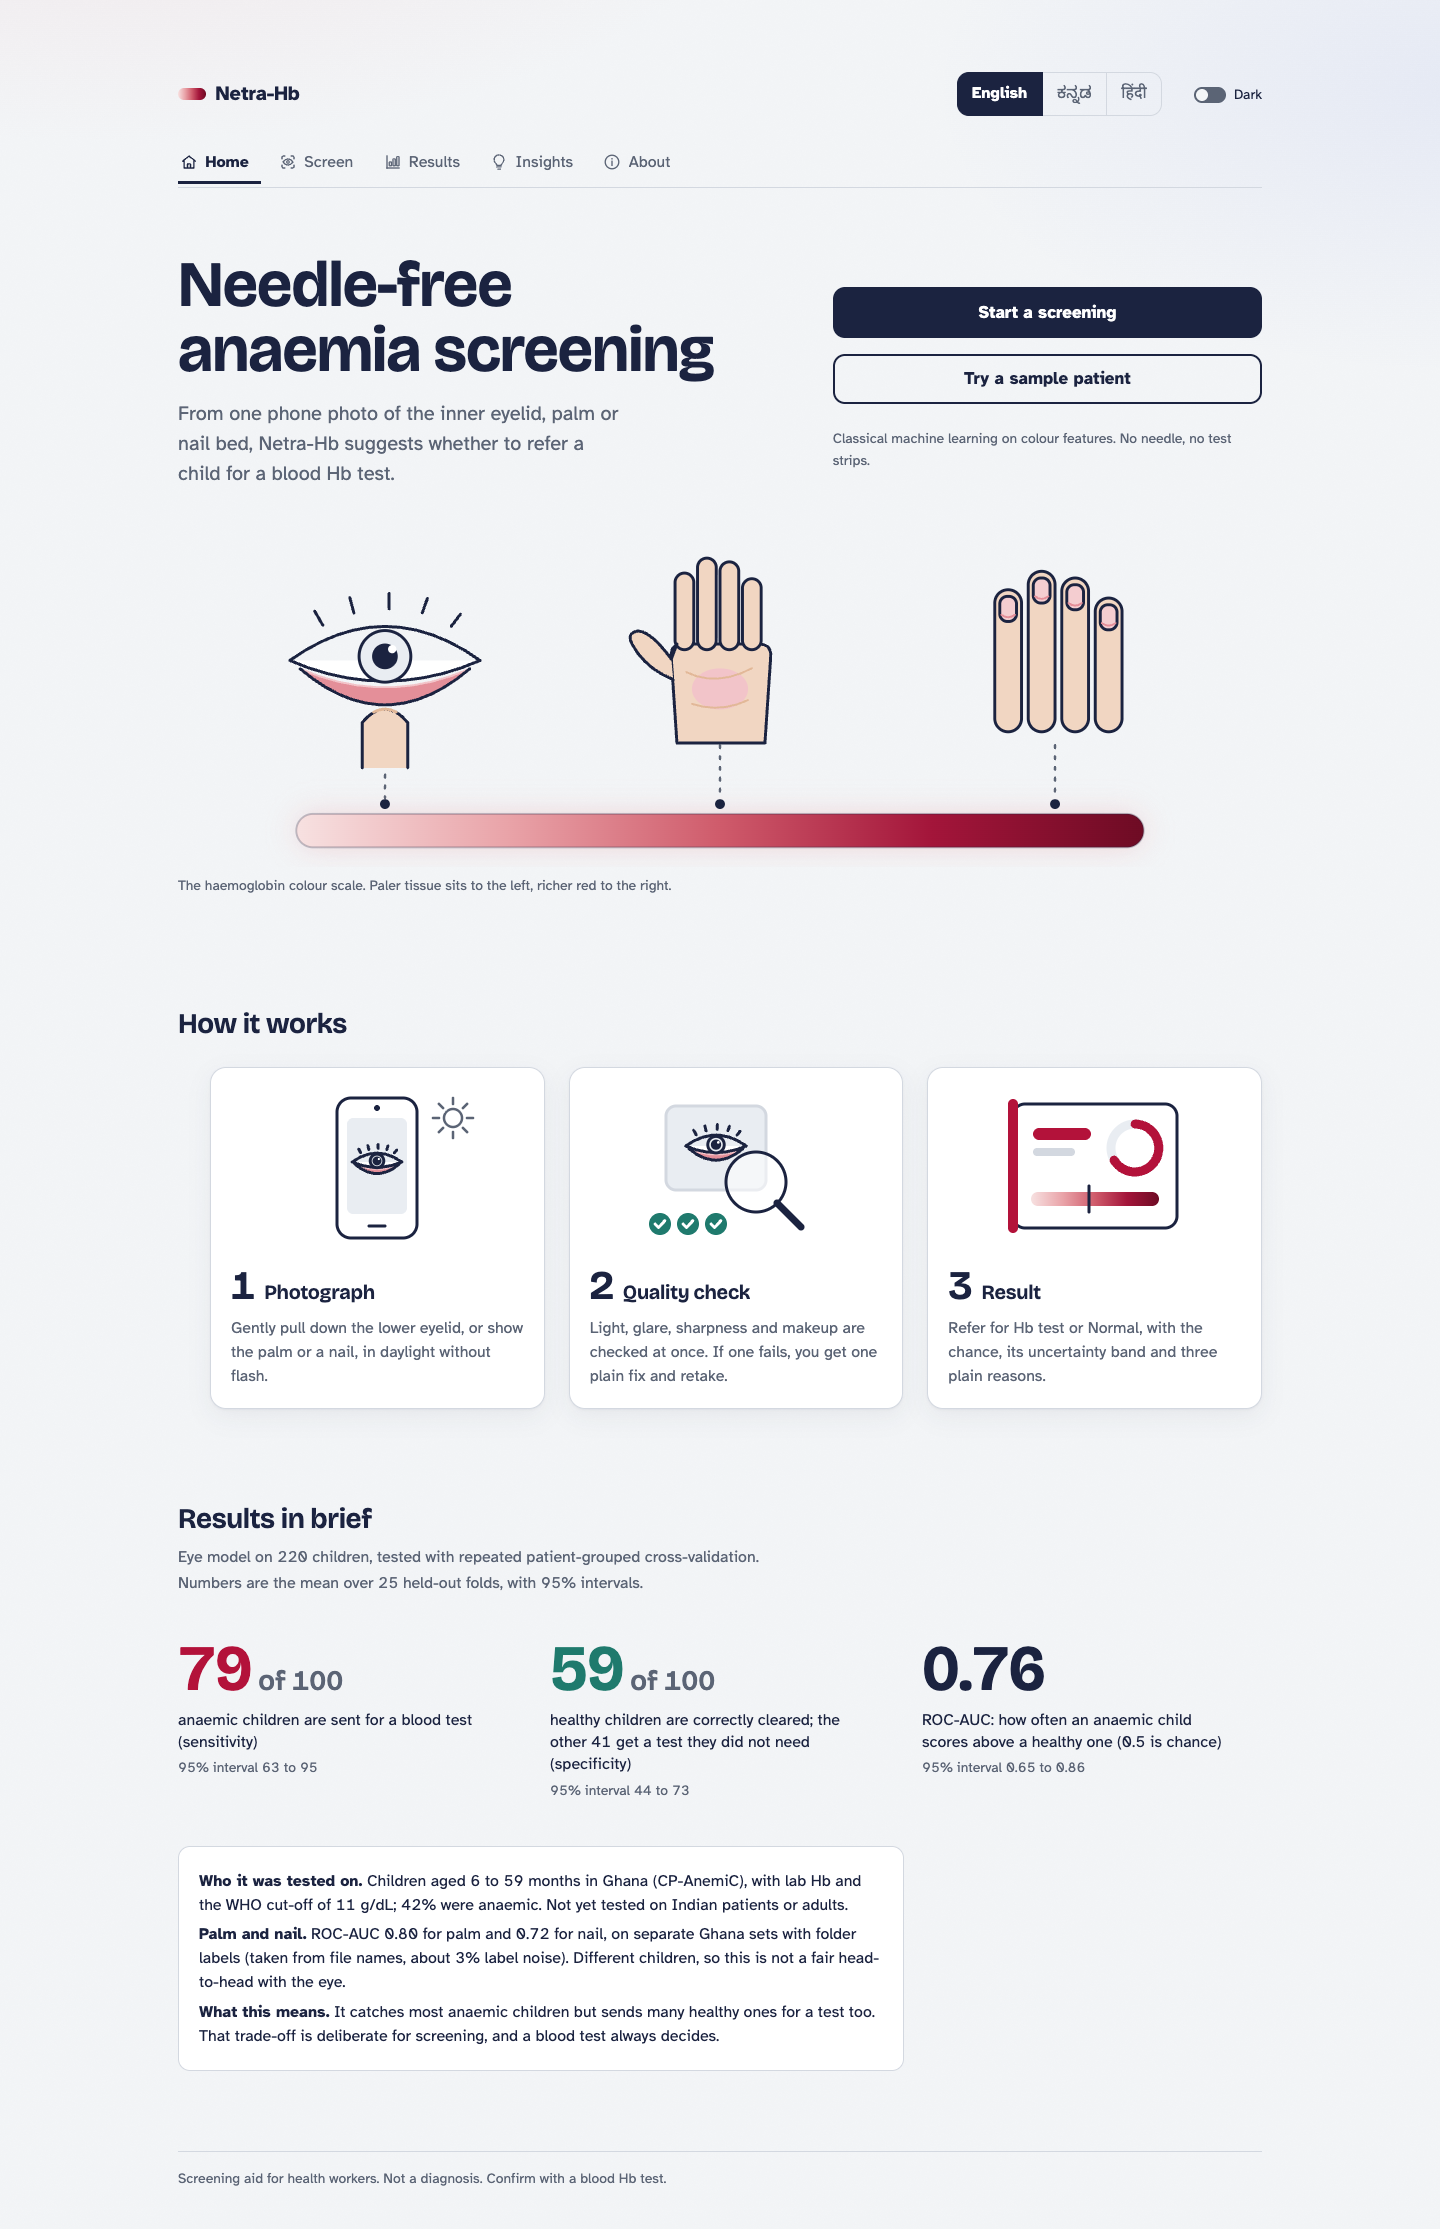 Netra-Hb
English
ಕನ್ನಡ
हिंदी
Dark
Home
Screen
Results
Insights
About
Needle-free
anaemia screening
From one phone photo of the inner eyelid, palm or
nail bed, Netra-Hb suggests whether to refer a
child for a blood Hb test.
Start a screening
Try a sample patient
Classical machine learning on colour features. No needle, no test
strips.
The haemoglobin colour scale. Paler tissue sits to the left, richer red to the right.
How it works
1 Photograph
Gently pull down the lower eyelid, or show
the palm or a nail, in daylight without
flash.
2 Quality check
Light, glare, sharpness and makeup are
checked at once. If one fails, you get one
plain fix and retake.
3 Result
Refer for Hb test or Normal, with the
chance, its uncertainty band and three
plain reasons.
Results in brief
Eye model on 220 children, tested with repeated patient-grouped cross-validation.
Numbers are the mean over 25 held-out folds, with 95% intervals.
79 of 100
anaemic children are sent for a blood test
(sensitivity)
95% interval 63 to 95
59 of 100
healthy children are correctly cleared; the
other 41 get a test they did not need
(specificity)
95% interval 44 to 73
0.76
ROC-AUC: how often an anaemic child
scores above a healthy one (0.5 is chance)
95% interval 0.65 to 0.86
Who it was tested on. Children aged 6 to 59 months in Ghana (CP-AnemiC), with lab Hb and
the WHO cut-off of 11 g/dL; 42% were anaemic. Not yet tested on Indian patients or adults.
Palm and nail. ROC-AUC 0.80 for palm and 0.72 for nail, on separate Ghana sets with folder
labels (taken from file names, about 3% label noise). Different children, so this is not a fair head-
to-head with the eye.
What this means. It catches most anaemic children but sends many healthy ones for a test too.
That trade-off is deliberate for screening, and a blood test always decides.
Screening aid for health workers. Not a diagnosis. Confirm with a blood Hb test.